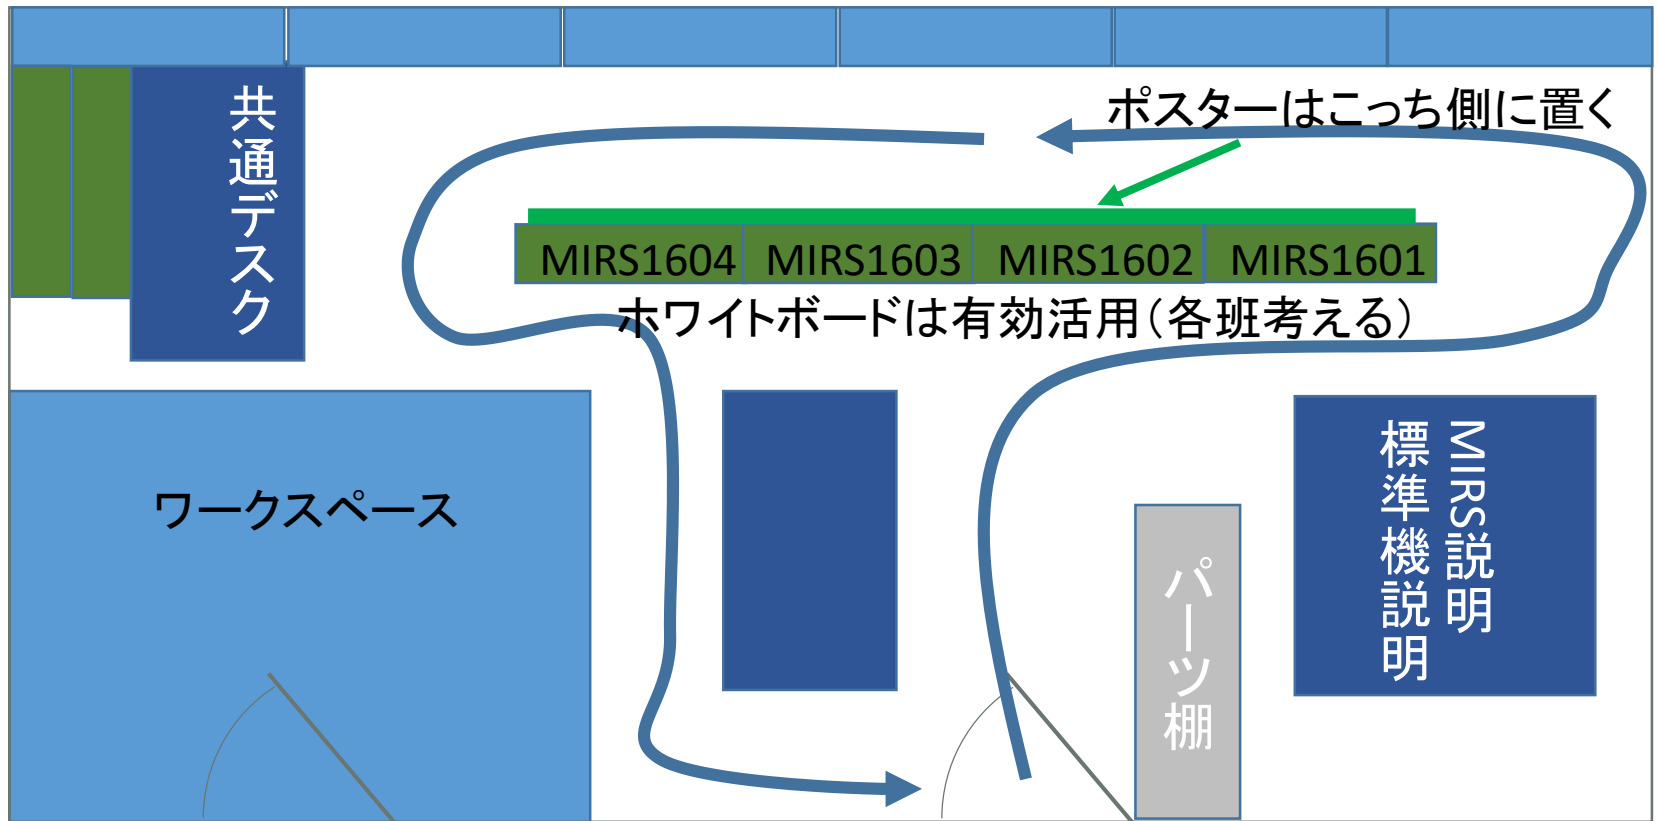 ポスターはこっち側に置く
共通デスク
MIRS1604
MIRS1603
MIRS1602
MIRS1601
ホワイトボードは有効活用(各班考える)
ワークスペース
パーツ棚
MIRS説明
標準機説明